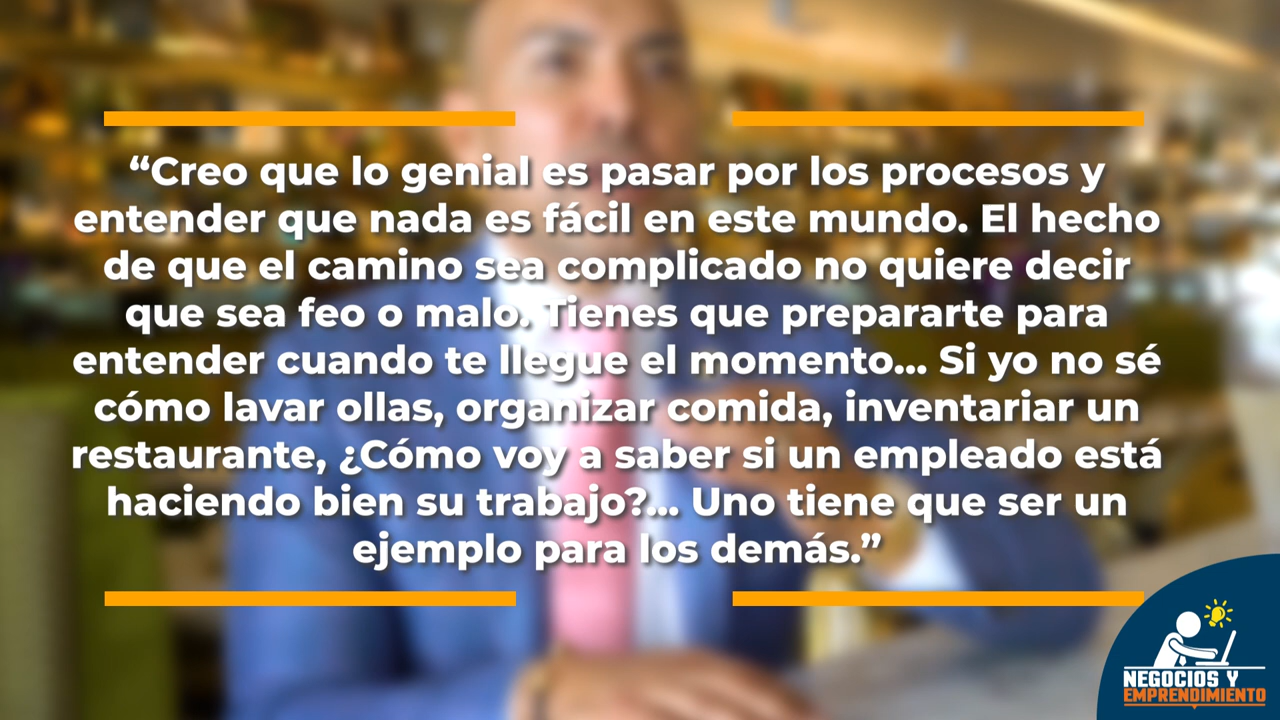 “Creo que lo genial es pasar por los procesos y
entender que nada es fácil en este mundo. El hecho
de que el camino sea complicado no quiere decir
que sea feo o malo. Tienes que prepararte para
entender cuando te llegue el momento... Si yo no sé
cómo lavar ollas, organizar comida, inventariar un
restaurante, ¿Cómo voy a saber si un empleado está
haciendo bien su trabajo?... Uno tiene que ser un
ejemplo para los demás.”
NEGOCIOS Y
EMPRENDIMIENTO